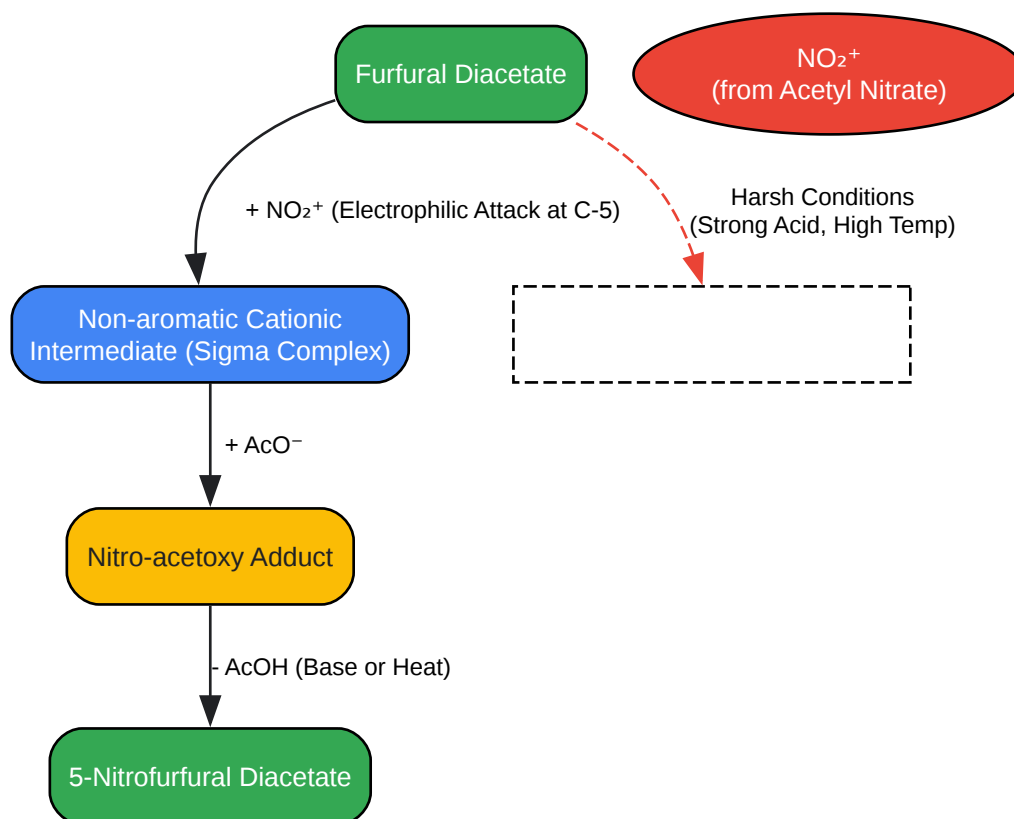 Furfural Diacetate
NO₂⁺
(from Acetyl Nitrate)
+ NO₂⁺ (Electrophilic Attack at C-5)
Harsh Conditions
(Strong Acid, High Temp)
Non-aromatic Cationic
Intermediate (Sigma Complex)
+ AcO⁻
Nitro-acetoxy Adduct
- AcOH (Base or Heat)
5-Nitrofurfural Diacetate